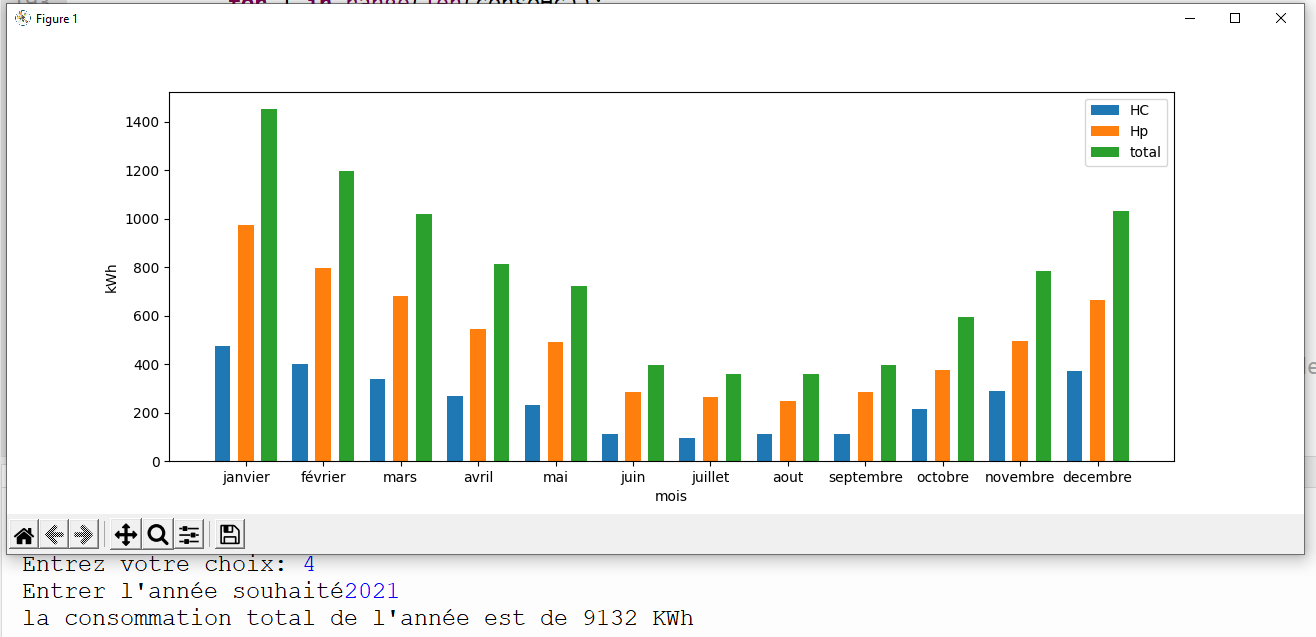 Figure 1
HC
Hp
total
1400
1200
1000
800
600
400
200
0
kWh
janvier février mars avril mai juin juillet aout septembre octobre novembre decembre
mois
Entrez votre choix: 4
Entrer l'année souhaité2021
la consommation total de l'année est de 9132 KWh